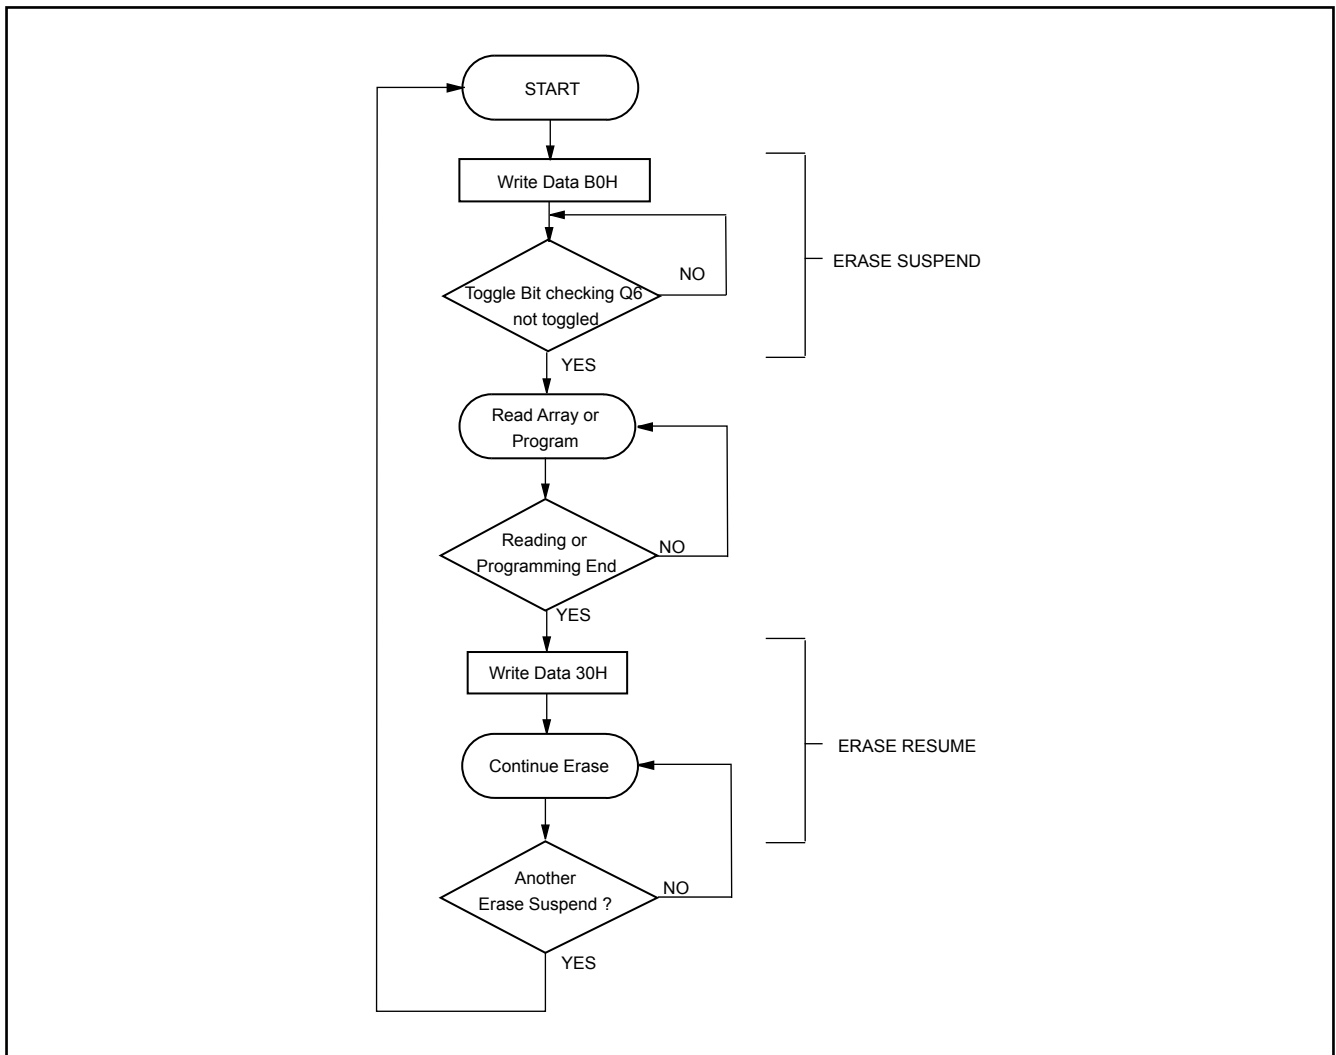 START
Write Data B0H
ERASE SUSPEND
NO
Toggle Bit checking Q6
not toggled
YES
Read Array or
Program
Reading or
Programming End
NO
YES
Write Data 30H
ERASE RESUME
Continue Erase
Another
Erase Suspend ?
NO
YES